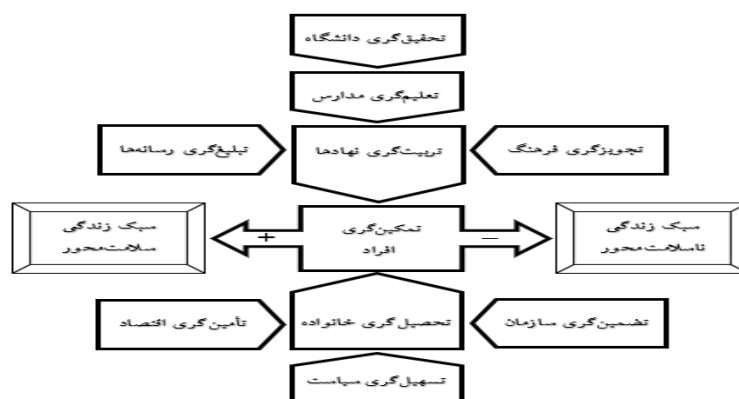 تحقیق‌گری دانشگاه
تعلیم‌گری مدارس
تجویزگری فرهنگ
تربیت‌گری نهادها
تبلیغ‌گری رسانه‌ها
سبک زندگی
ناسلامت‌محور
–
تمکین‌گری
افراد
+
سبک زندگی
سلامت‌محور
تضمین‌گری سازمان
تحصیل‌گری خانواده
تأمین‌گری اقتصاد
تسهیل‌گری سیاست